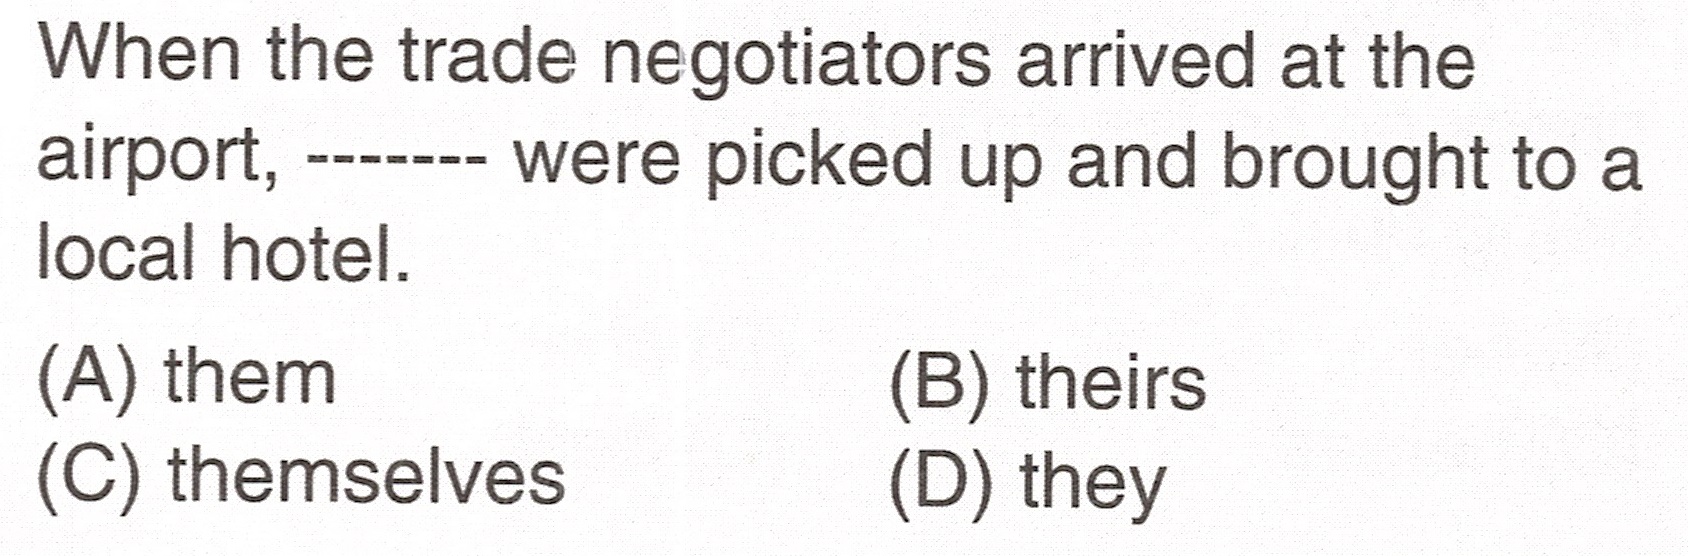 When the trade negotiators arrived at the
airport, ------- were picked up and brought to a
local hotel.
(A) them (B) theirs
(C) themselves (D) they